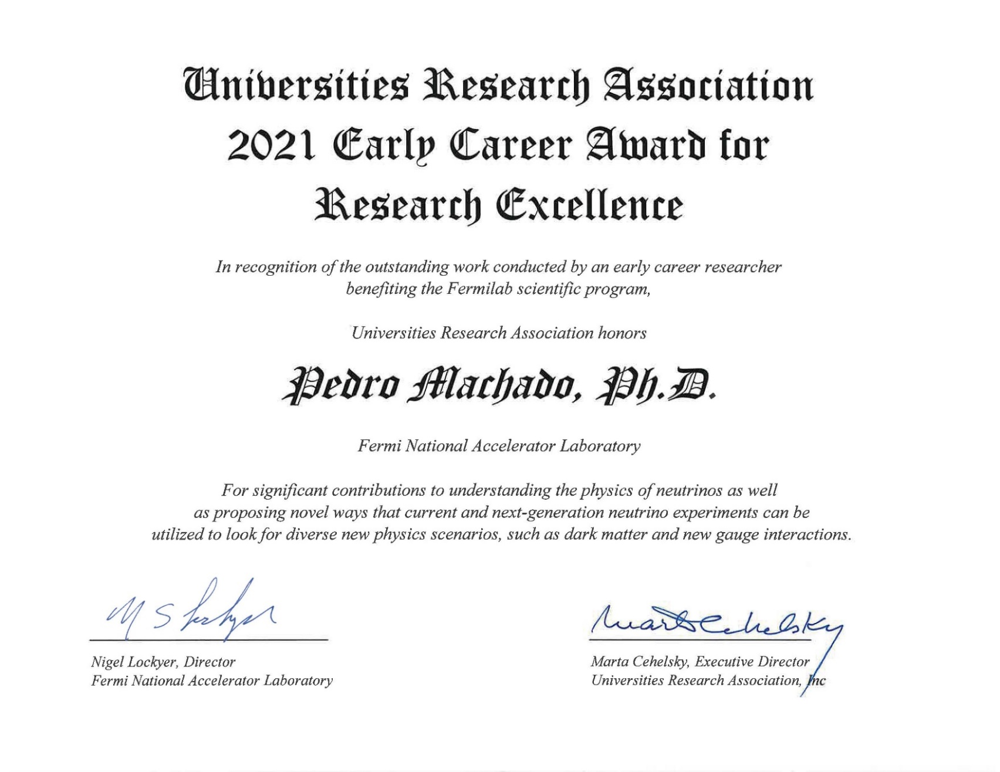 Universities Research Association
2021 Early Career Award for
Research Excellence
In recognition of the outstanding work conducted by an early career researcher
benefiting the Fermilab scientific program,
Universities Research Association honors
Pedro Machado, Ph.D.
Fermi National Accelerator Laboratory
For significant contributions to understanding the physics of neutrinos as well
as proposing novel ways that current and next-generation neutrino experiments can be
utilized to look for diverse new physics scenarios, such as dark matter and new gauge interactions.
N S Lockyer
Marta Cehelsky
Nigel Lockyer, Director
Fermi National Accelerator Laboratory
Marta Cehelsky, Executive Director
Universities Research Association, Inc